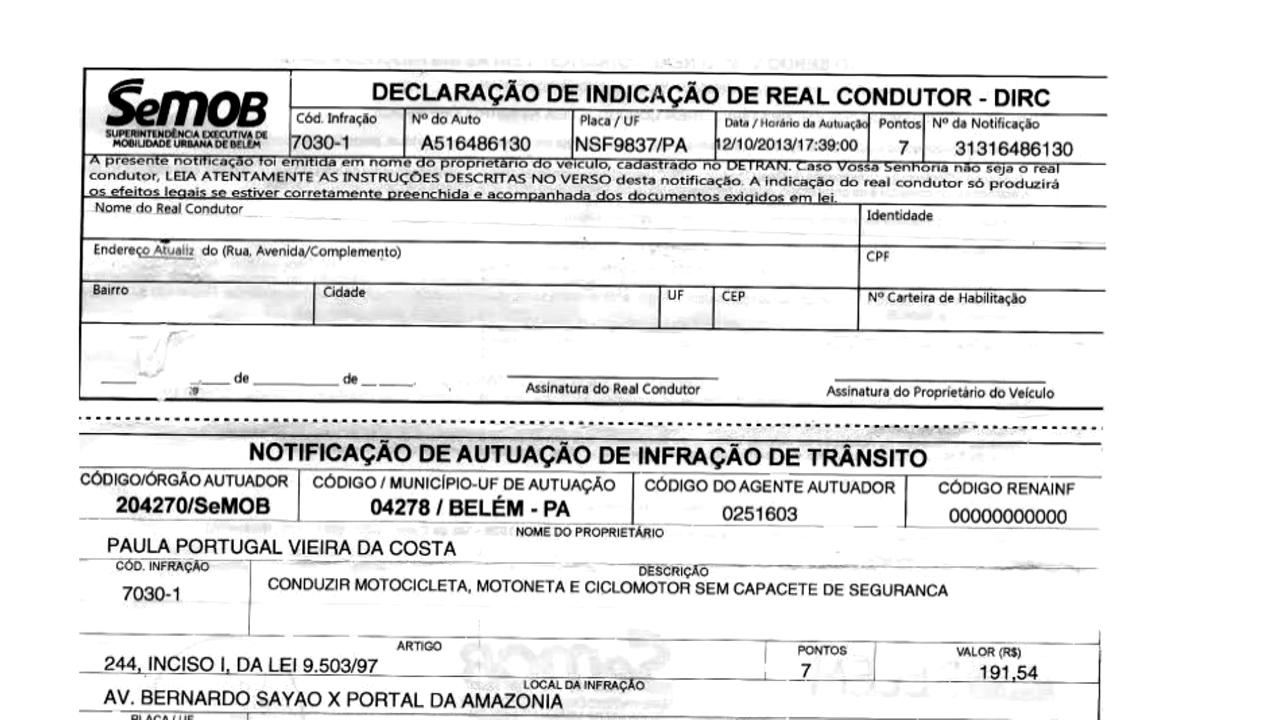 SeMOB
SUPERINTENDÊNCIA EXECUTIVA DE
MOBILIDADE URBANA DE BELÉM
DECLARAÇÃO DE INDICAÇÃO DE REAL CONDUTOR - DIRC
Cód. Infração Nº do Auto Placa / UF Data / Horário da Autuação Pontos Nº da Notificação
7030-1 A516486130 NSF9837/PA 12/10/2013/17:39:00 7 31316486130
A presente notificação foi emitida em nome do proprietário do veículo, cadastrado no DETRAN. Caso Vossa Senhoria não seja o real
condutor, LEIA ATENTAMENTE AS INSTRUÇÕES DESCRITAS NO VERSO desta notificação. A indicação do real condutor só produzirá
os efeitos legais se estiver corretamente preenchida e acompanhada dos documentos exigidos em lei.
Nome do Real Condutor Identidade
Endereço Atualiz do (Rua, Avenida/Complemento) CPF
Bairro Cidade UF CEP Nº Carteira de Habilitação
de de
Assinatura do Real Condutor Assinatura do Proprietário do Veículo
NOTIFICAÇÃO DE AUTUAÇÃO DE INFRAÇÃO DE TRÂNSITO
CÓDIGO/ÓRGÃO AUTUADOR CÓDIGO / MUNICÍPIO-UF DE AUTUAÇÃO CÓDIGO DO AGENTE AUTUADOR CÓDIGO RENAINF
204270/SeMOB 04278 / BELÉM - PA 0251603 00000000000
NOME DO PROPRIETÁRIO
PAULA PORTUGAL VIEIRA DA COSTA
CÓD. INFRAÇÃO DESCRIÇÃO
7030-1 CONDUZIR MOTOCICLETA, MOTONETA E CICLOMOTOR SEM CAPACETE DE SEGURANCA
ARTIGO PONTOS VALOR (R$)
244, INCISO I, DA LEI 9.503/97 7 191,54
LOCAL DA INFRAÇÃO
AV. BERNARDO SAYAO X PORTAL DA AMAZONIA
PLACA / UF